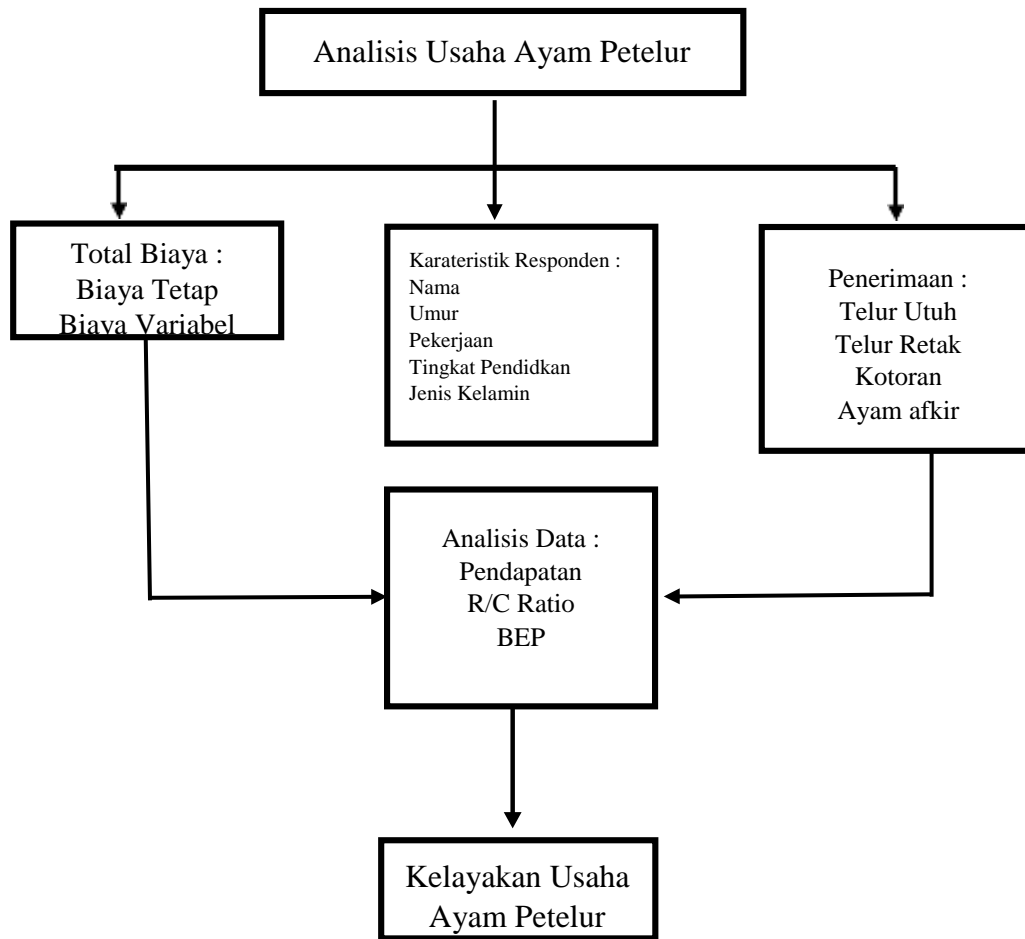 Analisis Usaha Ayam Petelur
Total Biaya :
Biaya Tetap
Biaya Variabel
Karateristik Responden :
Nama
Umur
Pekerjaan
Tingkat Pendidkan
Jenis Kelamin
Penerimaan :
Telur Utuh
Telur Retak
Kotoran
Ayam afkir
Analisis Data :
Pendapatan
R/C Ratio
BEP
Kelayakan Usaha
Ayam Petelur